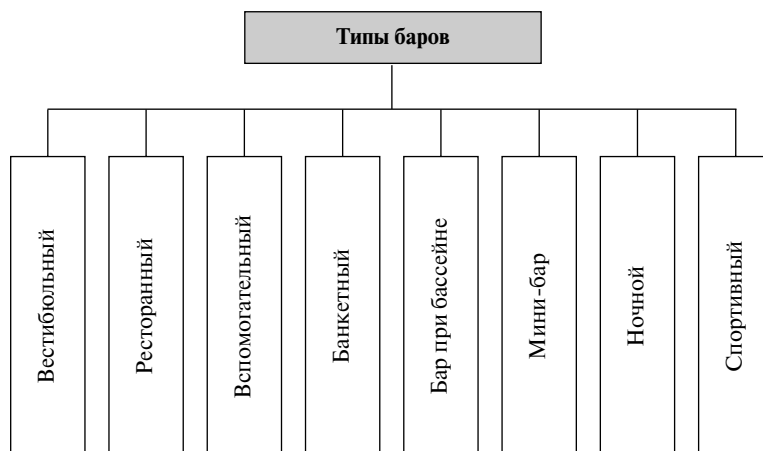 Типы баров
Вестибюльный
Ресторанный
Вспомогательный
Банкетный
Бар при бассейне
Мини-бар
Ночной
Спортивный